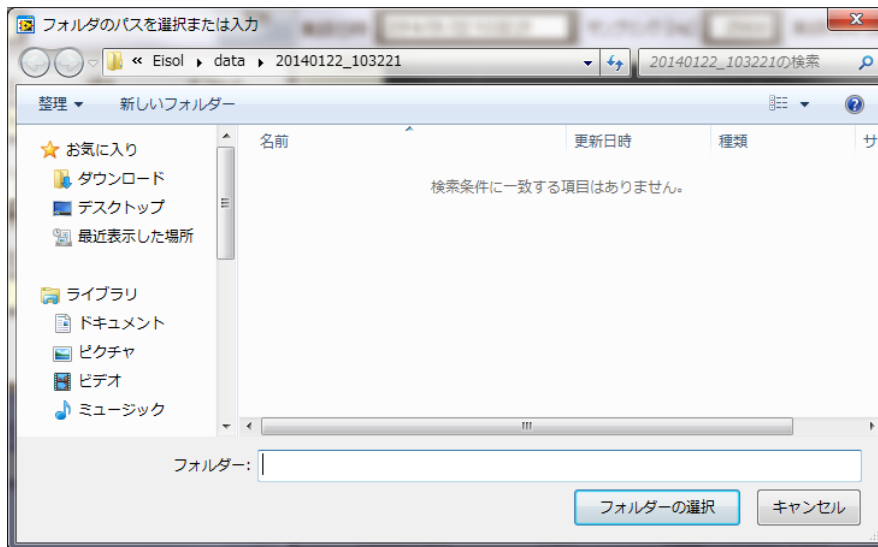 フォルダのパスを選択または入力
« Eisol ▸ data ▸ 20140122_103221
20140122_103221の検索
整理 ▼ 新しいフォルダー
お気に入り
ダウンロード
デスクトップ
最近表示した場所
ライブラリ
ドキュメント
ピクチャ
ビデオ
ミュージック
名前 更新日時 種類 サ
検索条件に一致する項目はありません。
フォルダー:
フォルダーの選択 キャンセル